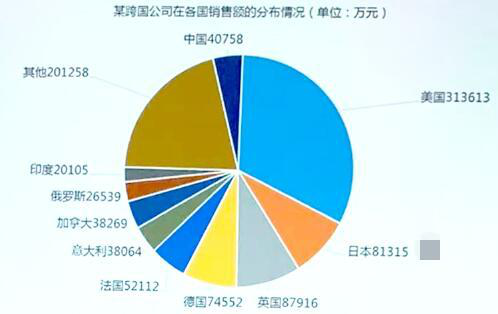 某跨国公司在各国销售额的分布情况（单位：万元）
中国40758
其他201258
美国313613
印度20105
俄罗斯26539
加拿大38269
意大利38064
日本81315
法国52112
德国74552
英国87916